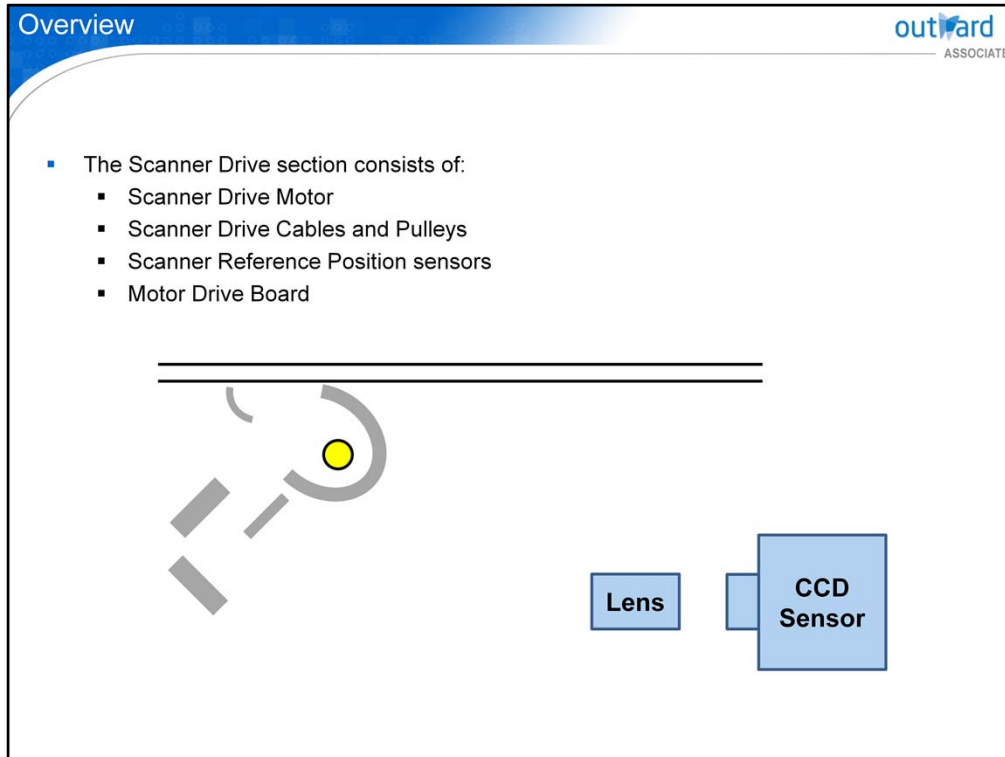 Overview
outward
ASSOCIATE
The Scanner Drive section consists of:
Scanner Drive Motor
Scanner Drive Cables and Pulleys
Scanner Reference Position sensors
Motor Drive Board
Lens
CCD
Sensor